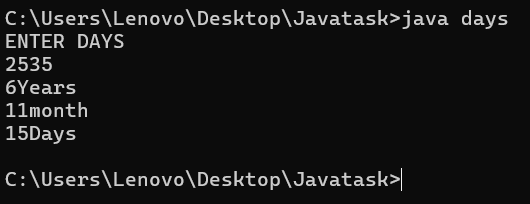 C:\Users\Lenovo\Desktop\Javatask>java days
ENTER DAYS
2535
6Years
11month
15Days
C:\Users\Lenovo\Desktop\Javatask>